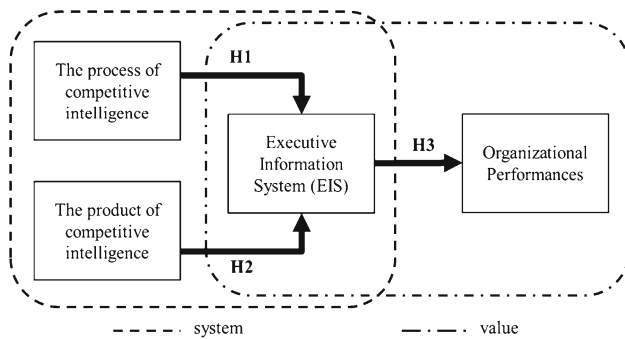 The process of
competitive
intelligence
H1
Executive
Information
System (EIS)
H3
Organizational
Performances
The product of
competitive
intelligence
H2
system
value